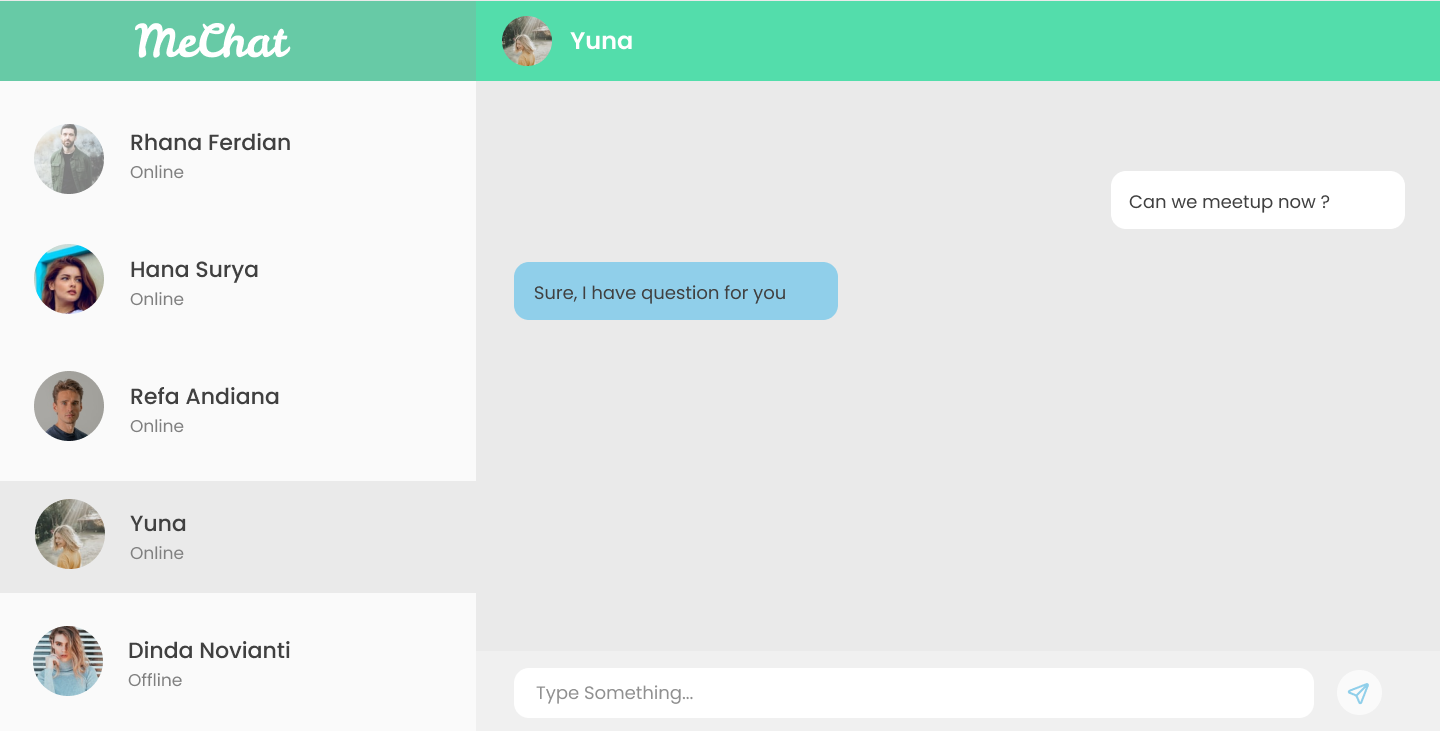 MeChat
Yuna
Rhana Ferdian
Online
Hana Surya
Online
Refa Andiana
Online
Yuna
Online
Dinda Novianti
Offline
Can we meetup now ?
Sure, I have question for you
Type Something...